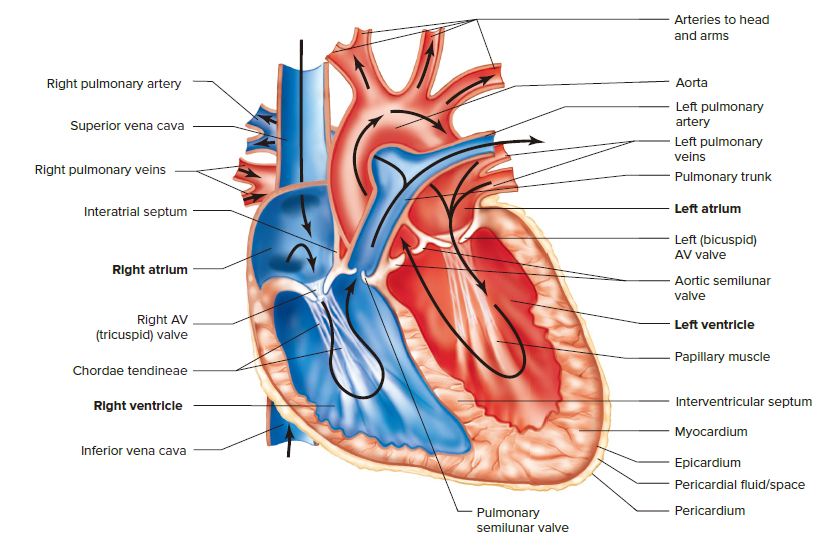 Right pulmonary artery
Superior vena cava
Right pulmonary veins
Interatrial septum
Right atrium
Right AV
(tricuspid) valve
Chordae tendineae
Right ventricle
Inferior vena cava
Arteries to head
and arms
Aorta
Left pulmonary
artery
Left pulmonary
veins
Pulmonary trunk
Left atrium
Left (bicuspid)
AV valve
Aortic semilunar
valve
Left ventricle
Papillary muscle
Interventricular septum
Myocardium
Epicardium
Pericardial fluid/space
Pericardium
Pulmonary
semilunar valve